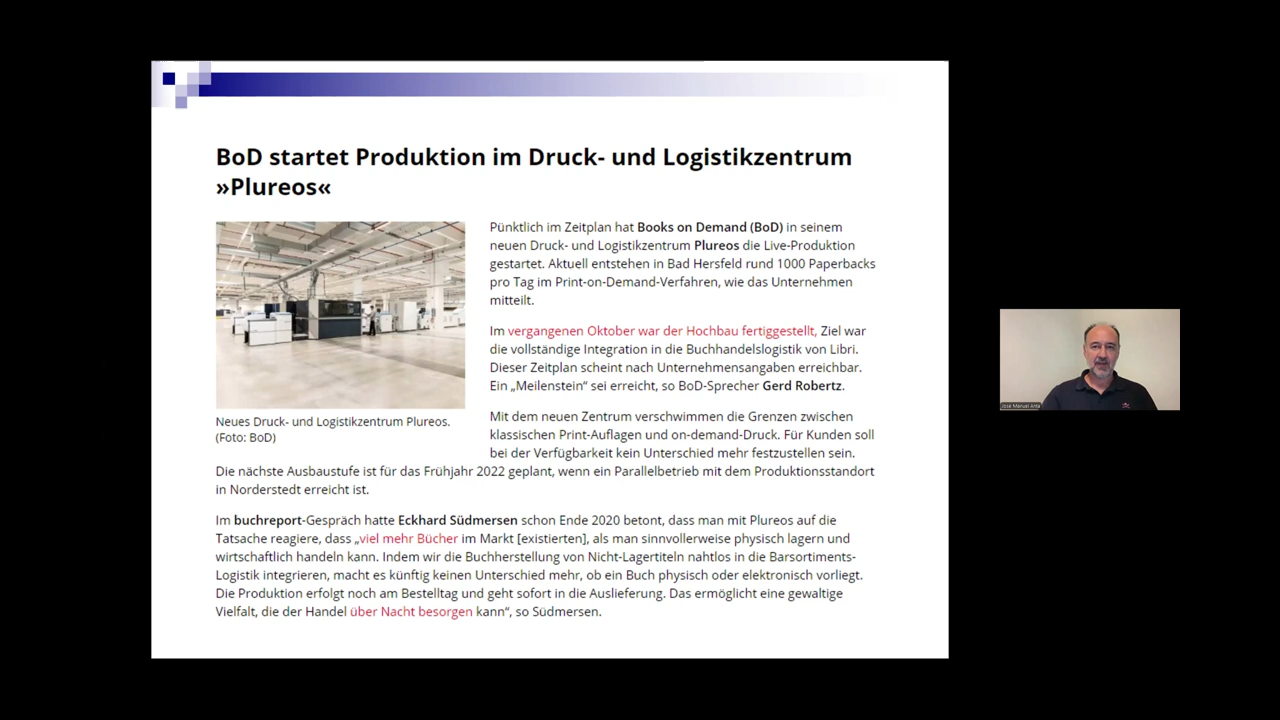 BoD startet Produktion im Druck- und Logistikzentrum
»Plureos«
Neues Druck- und Logistikzentrum Plureos.
(Foto: BoD)
Pünktlich im Zeitplan hat Books on Demand (BoD) in seinem
neuen Druck- und Logistikzentrum Plureos die Live-Produktion
gestartet. Aktuell entstehen in Bad Hersfeld rund 1000 Paperbacks
pro Tag im Print-on-Demand-Verfahren, wie das Unternehmen
mitteilt.
Im vergangenen Oktober war der Hochbau fertiggestellt, Ziel war
die vollständige Integration in die Buchhandelslogistik von Libri.
Dieser Zeitplan scheint nach Unternehmensangaben erreichbar.
Ein „Meilenstein“ sei erreicht, so BoD-Sprecher Gerd Robertz.
Mit dem neuen Zentrum verschwimmen die Grenzen zwischen
klassischen Print-Auflagen und on-demand-Druck. Für Kunden soll
bei der Verfügbarkeit kein Unterschied mehr festzustellen sein.
Die nächste Ausbaustufe ist für das Frühjahr 2022 geplant, wenn ein Parallelbetrieb mit dem Produktionsstandort
in Norderstedt erreicht ist.
Im buchreport-Gespräch hatte Eckhard Südmersen schon Ende 2020 betont, dass man mit Plureos auf die
Tatsache reagiere, dass „viel mehr Bücher im Markt [existierten], als man sinnvollerweise physisch lagern und
wirtschaftlich handeln kann. Indem wir die Buchherstellung von Nicht-Lagertiteln nahtlos in die Barsortiments-
Logistik integrieren, macht es künftig keinen Unterschied mehr, ob ein Buch physisch oder elektronisch vorliegt.
Die Produktion erfolgt noch am Bestelltag und geht sofort in die Auslieferung. Das ermöglicht eine gewaltige
Vielfalt, die der Handel über Nacht besorgen kann“, so Südmersen.
José Manuel Anta